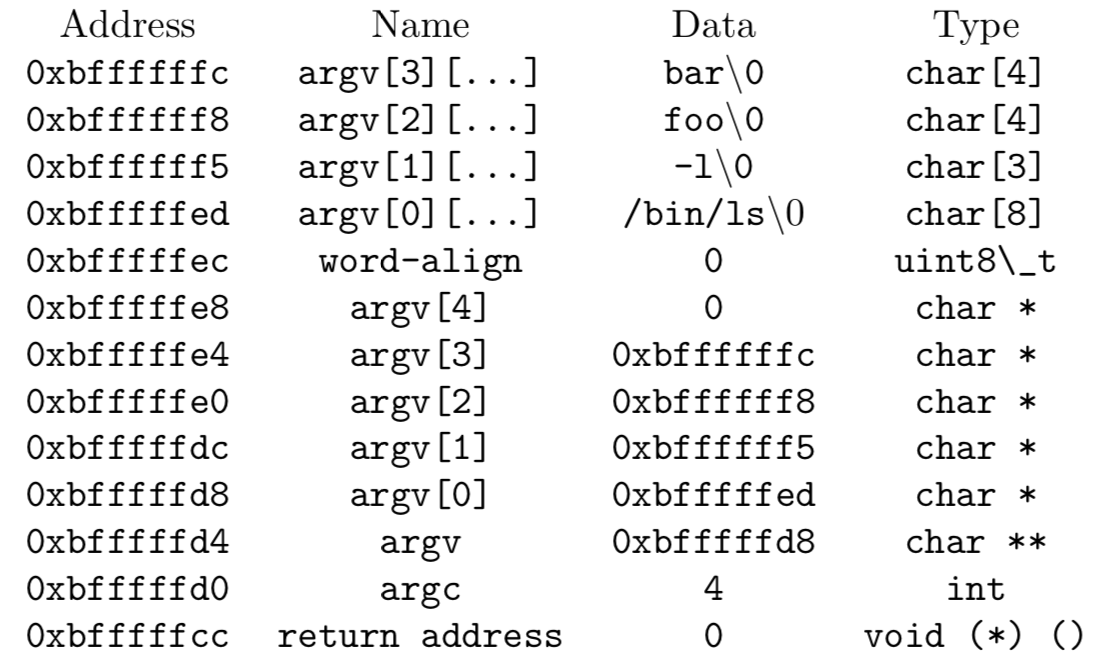 Address Name Data Type
0xbffffffc argv[3][...] bar\0 char[4]
0xbffffff8 argv[2][...] foo\0 char[4]
0xbffffff5 argv[1][...] -l\0 char[3]
0xbfffffed argv[0][...] /bin/ls\0 char[8]
0xbfffffec word-align 0 uint8\_t
0xbfffffe8 argv[4] 0 char *
0xbfffffe4 argv[3] 0xbffffffc char *
0xbfffffe0 argv[2] 0xbffffff8 char *
0xbfffffdc argv[1] 0xbffffff5 char *
0xbfffffd8 argv[0] 0xbfffffed char *
0xbfffffd4 argv 0xbfffffd8 char **
0xbfffffd0 argc 4 int
0xbfffffcc return address 0 void (*) ()